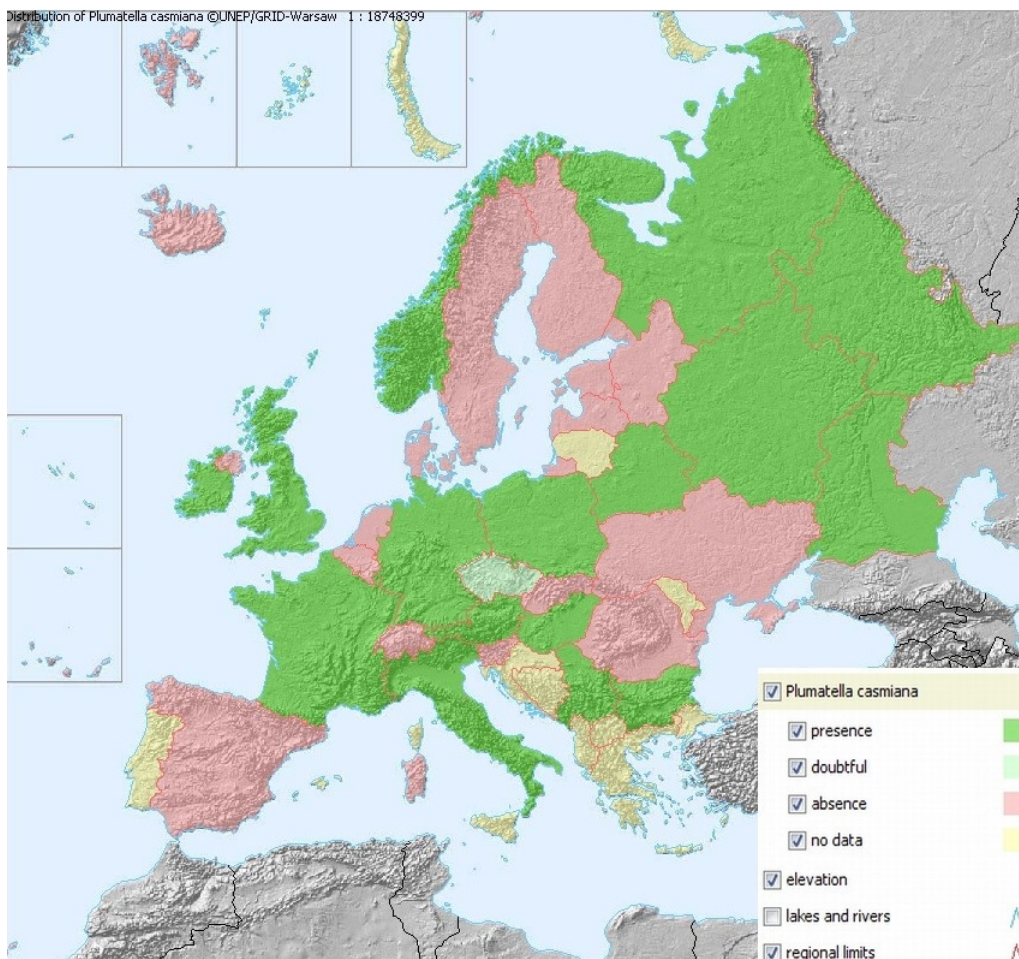 Distribution of Plumatella casmiana ©UNEP/GRID-Warsaw 1 : 18748399
Plumatella casmiana
presence
doubtful
absence
no data
elevation
lakes and rivers
regional limits